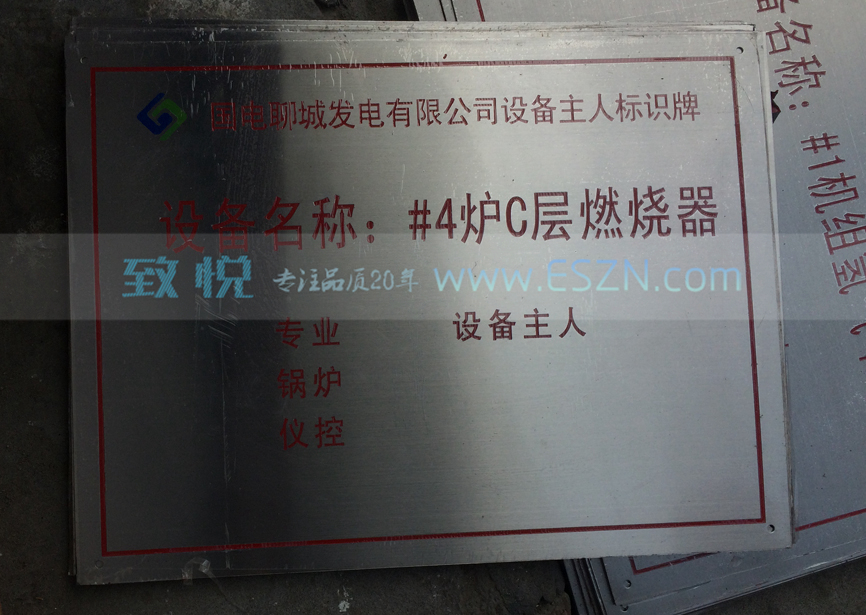 国电聊城发电有限公司设备主人标识牌
设备名称：#4炉C层燃烧器
致悦 专注品质20年 www.ESZN.com
专业 设备主人
锅炉
仪控
备名称：#1机组氢